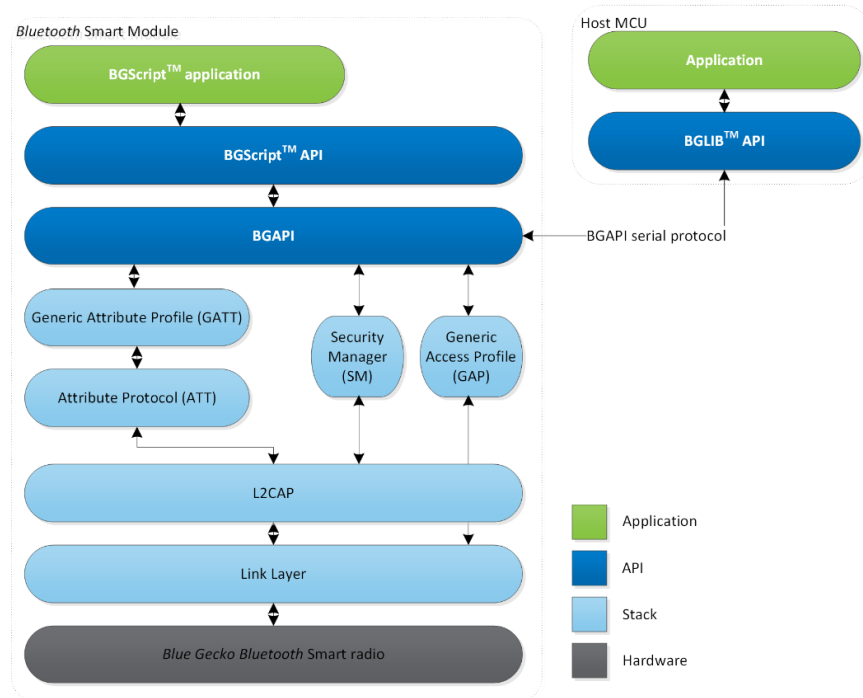 Bluetooth Smart Module
BGScript™ application
BGScript™ API
BGAPI
Generic Attribute Profile (GATT)
Attribute Protocol (ATT)
Security
Manager
(SM)
Generic
Access Profile
(GAP)
L2CAP
Link Layer
Blue Gecko Bluetooth Smart radio
Host MCU
Application
BGLIB™ API
BGAPI serial protocol
Application
API
Stack
Hardware